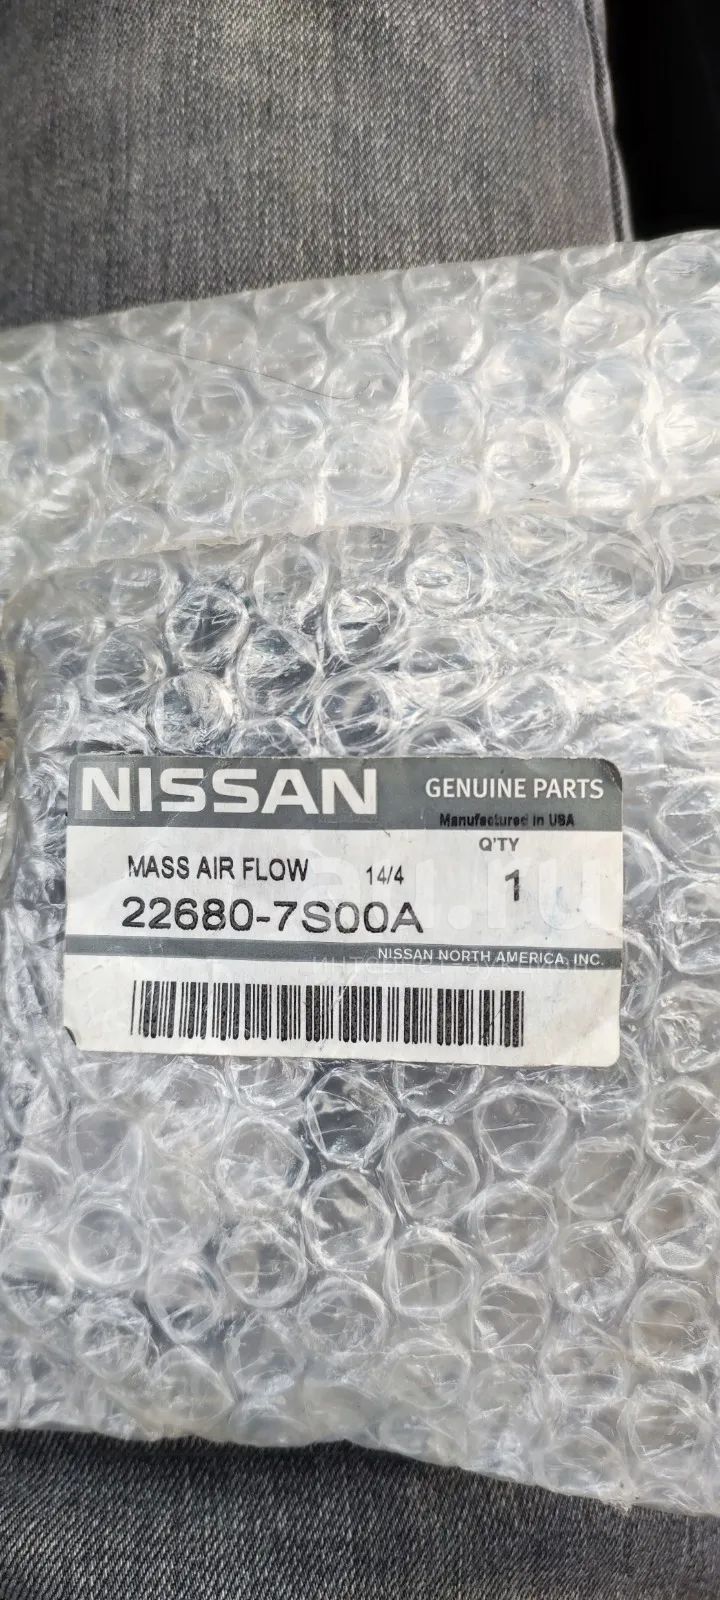 NISSAN GENUINE PARTS
Manufactured in USA
Q'TY
MASS AIR FLOW 14/4 1
22680-7S00A
NISSAN NORTH AMERICA, INC.